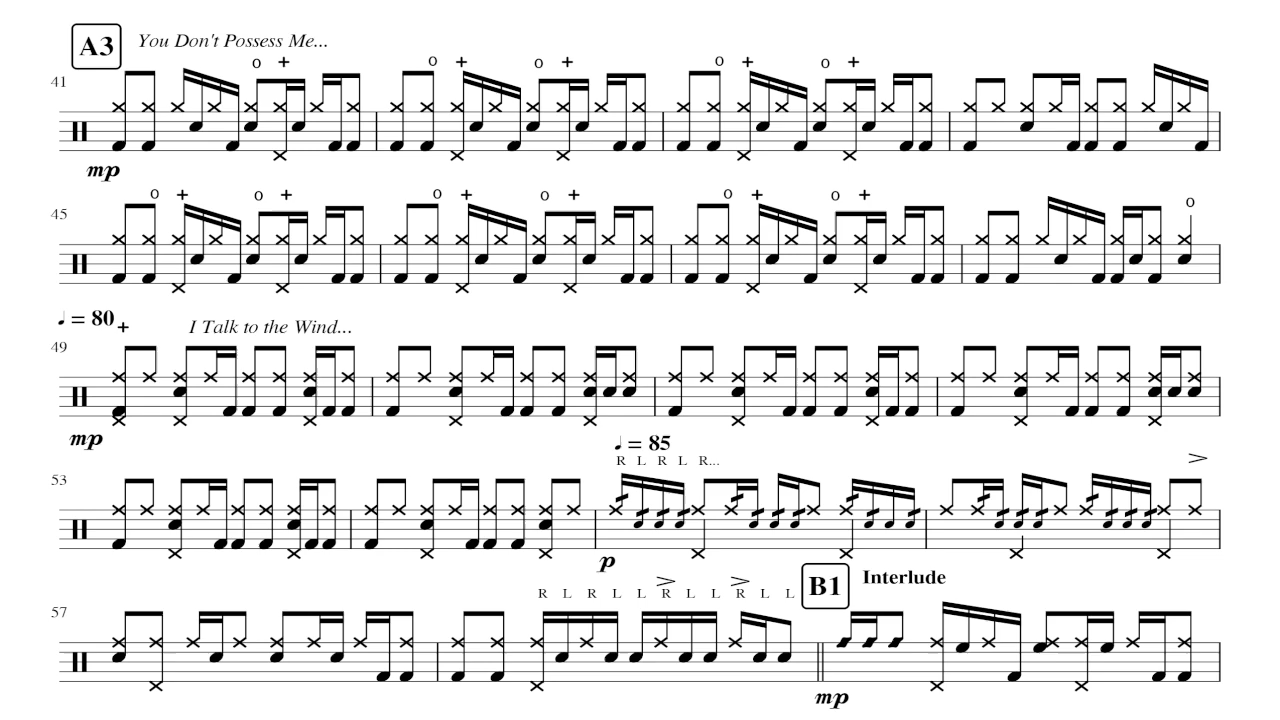 A3 You Don't Possess Me...
o + o + o + o + o +
41
mp
o + o + o + o + o + o + o
45
♩ = 80 + I Talk to the Wind...
49
mp
♩ = 85
R L R L R...
53 >
p
B1 Interlude
R L R L L R L L R L L
> >
57
mp